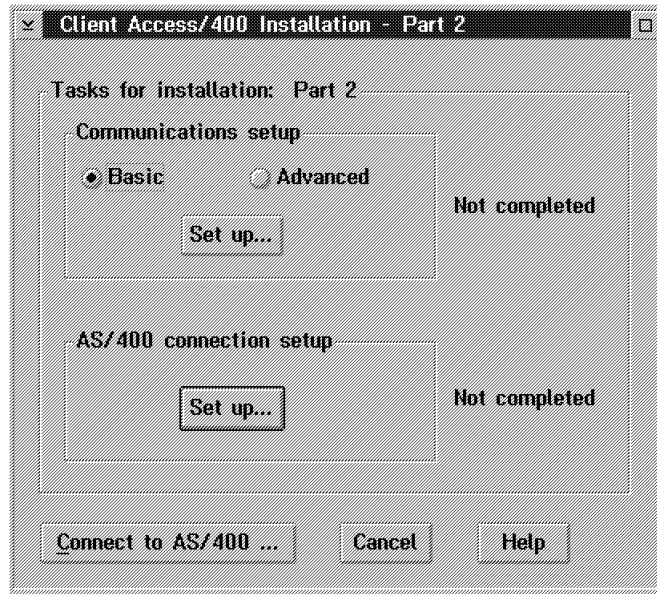 Client Access/400 Installation - Part 2
Tasks for installation: Part 2
Communications setup
Basic
Advanced
Not completed
Set up...
AS/400 connection setup
Set up...
Not completed
Connect to AS/400 ...
Cancel
Help